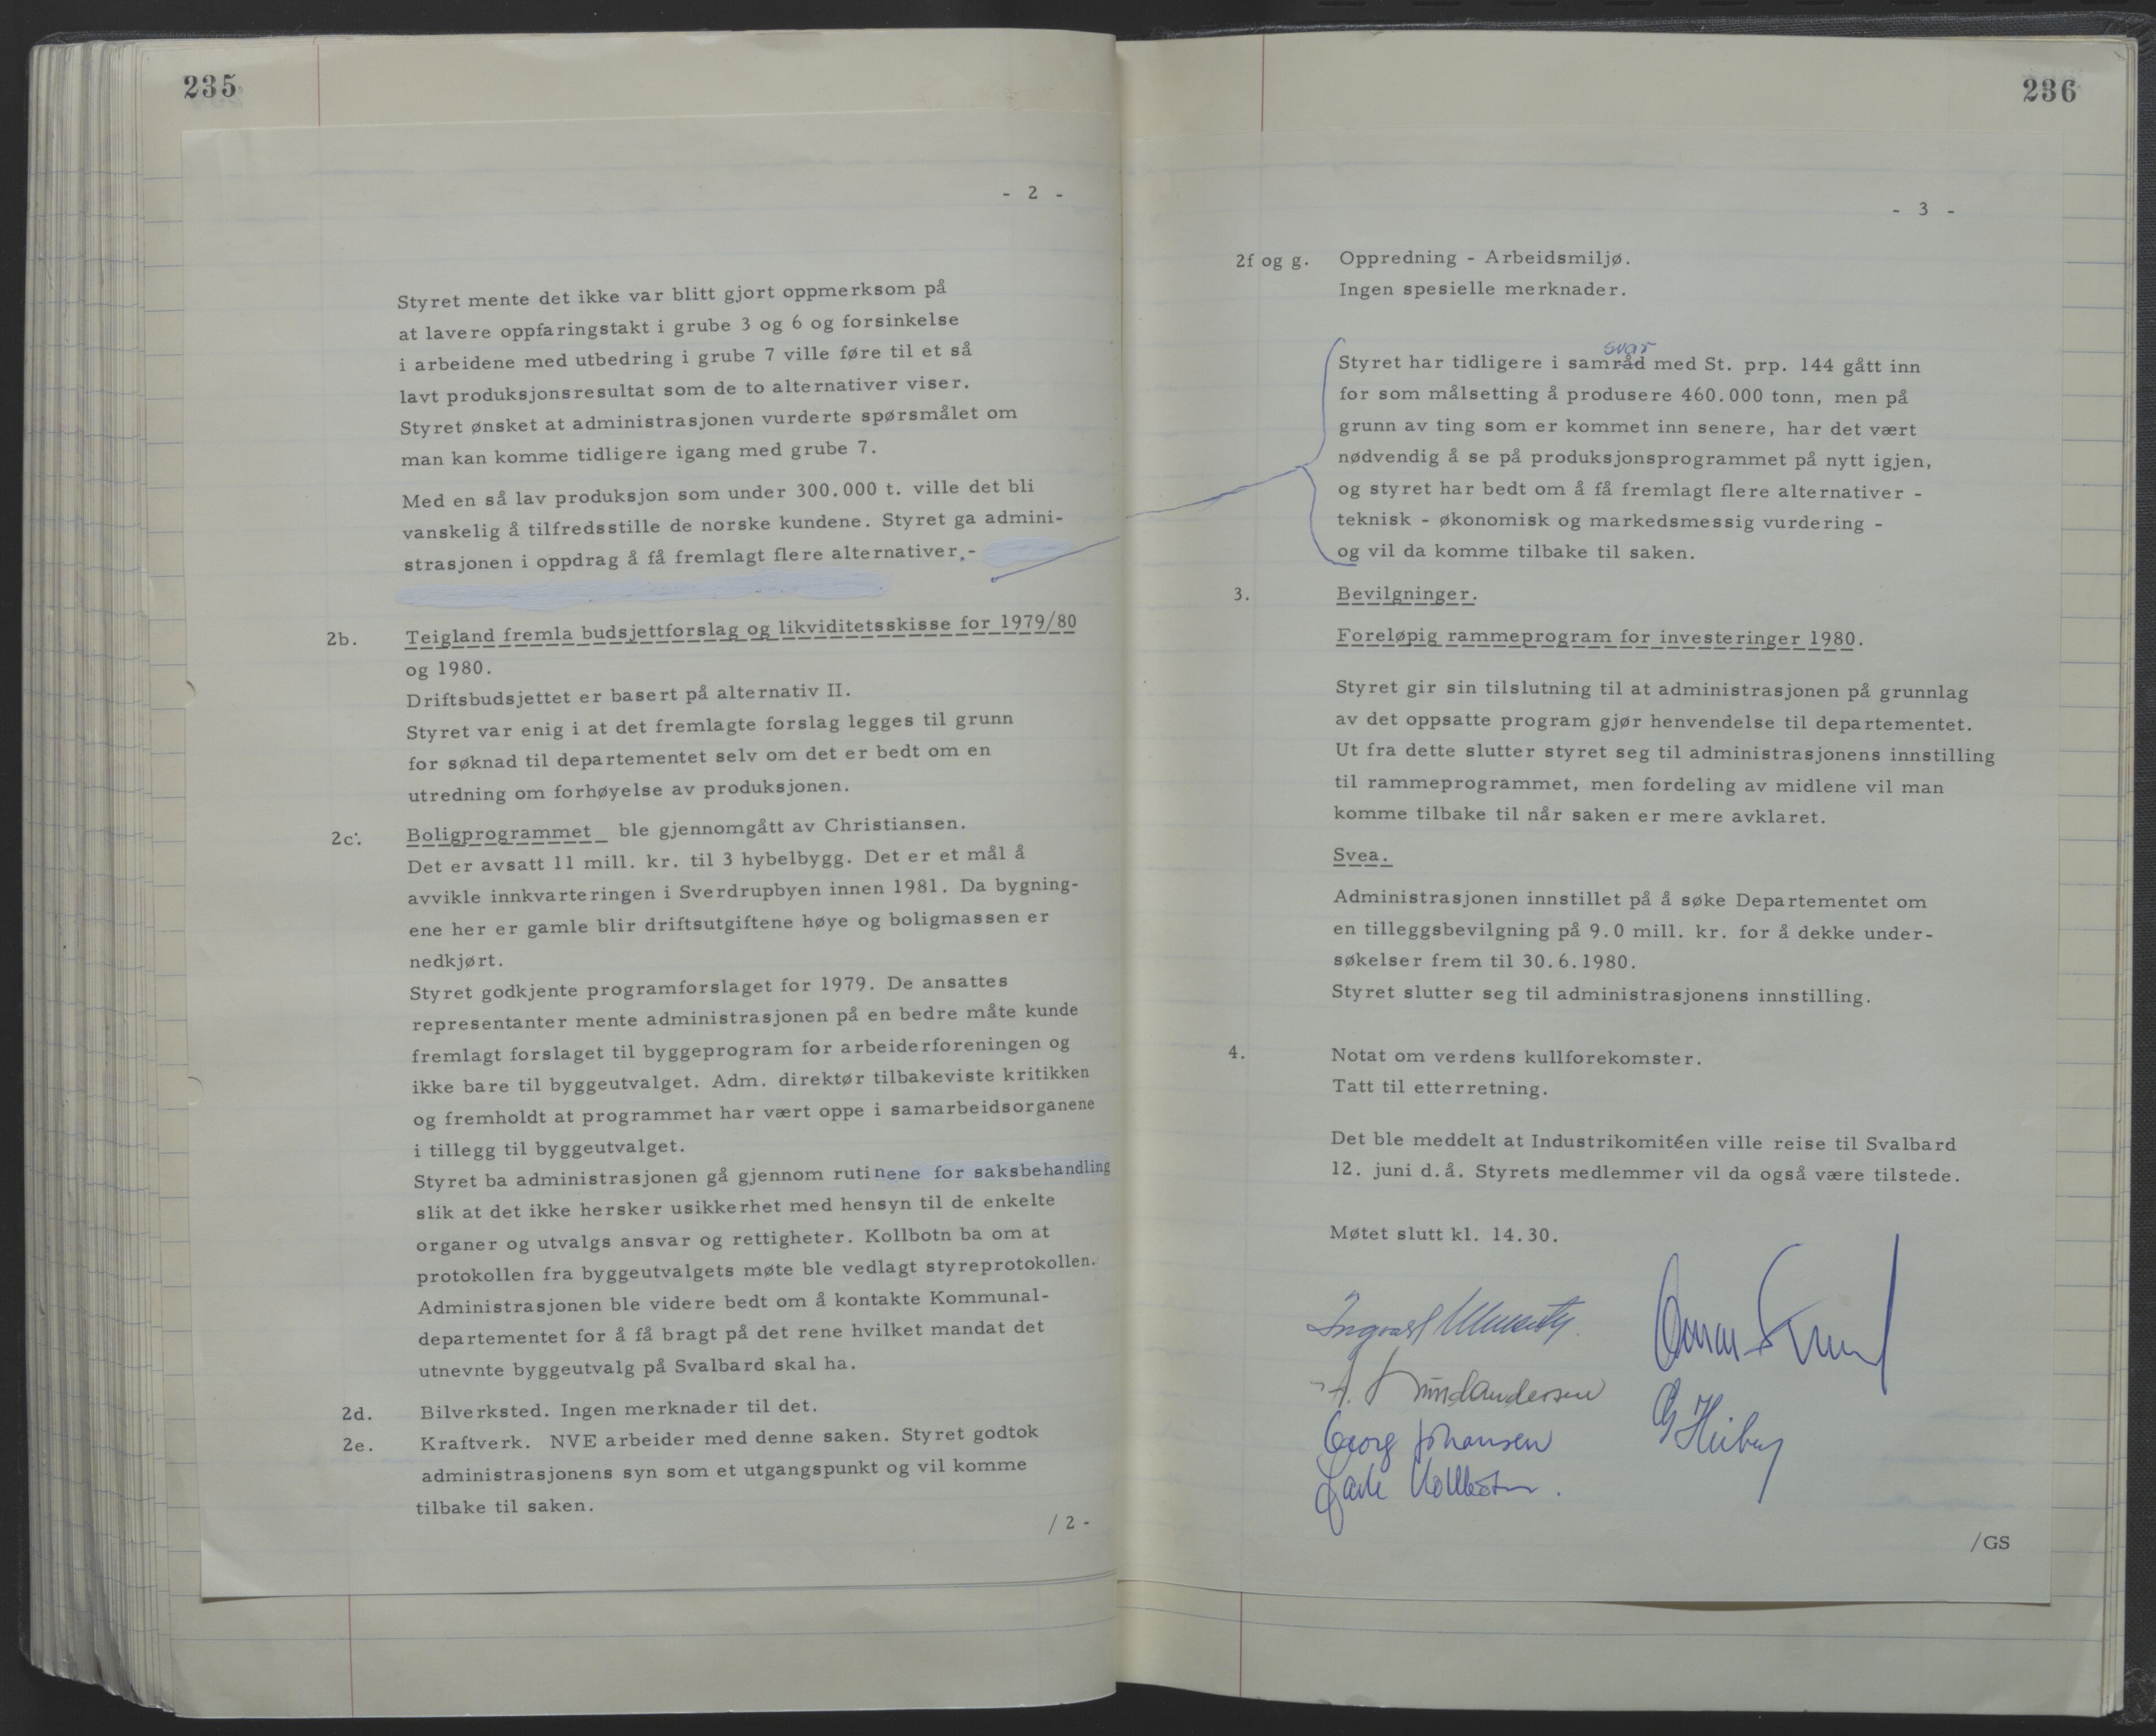 235
- 2 -
Styret mente det ikke var blitt gjort oppmerksom på
at lavere oppfaringstakt i grube 3 og 6 og forsinkelse
i arbeidene med utbedring i grube 7 ville føre til et så
lavt produksjonsresultat som de to alternativer viser.
Styret ønsket at administrasjonen vurderte spørsmålet om
man kan komme tidligere igang med grube 7.
Med en så lav produksjon som under 300.000 t. ville det bli
vanskelig å tilfredsstille de norske kundene. Styret ga admini-
strasjonen i oppdrag å få fremlagt flere alternativer.-
2b. Teigland fremla budsjettforslag og likviditetsskisse for 1979/80
og 1980.
Driftsbudsjettet er basert på alternativ II.
Styret var enig i at det fremlagte forslag legges til grunn
for søknad til departementet selv om det er bedt om en
utredning om forhøyelse av produksjonen.
2c. Boligprogrammet ble gjennomgått av Christiansen.
Det er avsatt 11 mill. kr. til 3 hybelbygg. Det er et mål å
avvikle innkvarteringen i Sverdrupbyen innen 1981. Da bygning-
ene her er gamle blir driftsutgiftene høye og boligmassen er
nedkjørt.
Styret godkjente programforslaget for 1979. De ansattes
representanter mente administrasjonen på en bedre måte kunde
fremlagt forslaget til byggeprogram for arbeiderforeningen og
ikke bare til byggeutvalget. Adm. direktør tilbakeviste kritikken
og fremholdt at programmet har vært oppe i samarbeidsorganene
i tillegg til byggeutvalget.
Styret ba administrasjonen gå gjennom rutinene for saksbehandling
slik at det ikke hersker usikkerhet med hensyn til de enkelte
organer og utvalgs ansvar og rettigheter. Kollbotn ba om at
protokollen fra byggeutvalgets møte ble vedlagt styreprotokollen.
Administrasjonen ble videre bedt om å kontakte Kommunal-
departementet for å få bragt på det rene hvilket mandat det
utnevnte byggeutvalg på Svalbard skal ha.
2d. Bilverksted. Ingen merknader til det.
2e. Kraftverk. NVE arbeider med denne saken. Styret godtok
administrasjonens syn som et utgangspunkt og vil komme
tilbake til saken.
/ 2 -
236
- 3 -
2f og g. Oppredning - Arbeidsmiljø.
Ingen spesielle merknader.
svar
Styret har tidligere i samråd med St. prp. 144 gått inn
for som målsetting å produsere 460.000 tonn, men på
grunn av ting som er kommet inn senere, har det vært
nødvendig å se på produksjonsprogrammet på nytt igjen,
og styret har bedt om å få fremlagt flere alternativer -
teknisk - økonomisk og markedsmessig vurdering -
og vil da komme tilbake til saken.
3. Bevilgninger.
Foreløpig rammeprogram for investeringer 1980.
Styret gir sin tilslutning til at administrasjonen på grunnlag
av det oppsatte program gjør henvendelse til departementet.
Ut fra dette slutter styret seg til administrasjonens innstilling
til rammeprogrammet, men fordeling av midlene vil man
komme tilbake til når saken er mere avklaret.
Svea.
Administrasjonen innstillet på å søke Departementet om
en tilleggsbevilgning på 9.0 mill. kr. for å dekke under-
søkelser frem til 30.6.1980.
Styret slutter seg til administrasjonens innstilling.
4. Notat om verdens kullforekomster.
Tatt til etterretning.
Det ble meddelt at Industrikomitéen ville reise til Svalbard
12. juni d.å. Styrets medlemmer vil da også være tilstede.
Møtet slutt kl. 14.30.
Ingvald
Georg Johansen
Kollbotn.
/GS